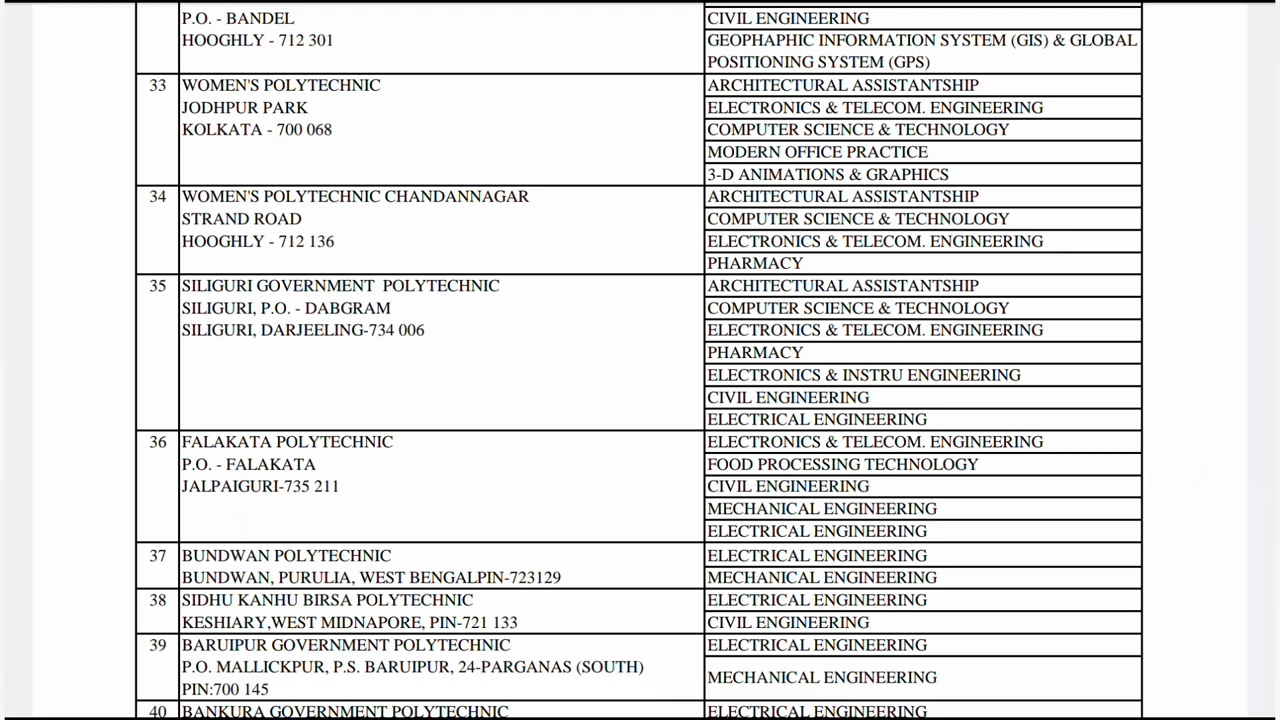 P.O. - BANDEL
HOOGHLY - 712 301
CIVIL ENGINEERING
GEOPHAPHIC INFORMATION SYSTEM (GIS) & GLOBAL
POSITIONING SYSTEM (GPS)
33
WOMEN'S POLYTECHNIC
JODHPUR PARK
KOLKATA - 700 068
ARCHITECTURAL ASSISTANTSHIP
ELECTRONICS & TELECOM. ENGINEERING
COMPUTER SCIENCE & TECHNOLOGY
MODERN OFFICE PRACTICE
3-D ANIMATIONS & GRAPHICS
34
WOMEN'S POLYTECHNIC CHANDANNAGAR
STRAND ROAD
HOOGHLY - 712 136
ARCHITECTURAL ASSISTANTSHIP
COMPUTER SCIENCE & TECHNOLOGY
ELECTRONICS & TELECOM. ENGINEERING
PHARMACY
35
SILIGURI GOVERNMENT POLYTECHNIC
SILIGURI, P.O. - DABGRAM
SILIGURI, DARJEELING-734 006
ARCHITECTURAL ASSISTANTSHIP
COMPUTER SCIENCE & TECHNOLOGY
ELECTRONICS & TELECOM. ENGINEERING
PHARMACY
ELECTRONICS & INSTRU ENGINEERING
CIVIL ENGINEERING
ELECTRICAL ENGINEERING
36
FALAKATA POLYTECHNIC
P.O. - FALAKATA
JALPAIGURI-735 211
ELECTRONICS & TELECOM. ENGINEERING
FOOD PROCESSING TECHNOLOGY
CIVIL ENGINEERING
MECHANICAL ENGINEERING
ELECTRICAL ENGINEERING
37
BUNDWAN POLYTECHNIC
BUNDWAN, PURULIA, WEST BENGALPIN-723129
ELECTRICAL ENGINEERING
MECHANICAL ENGINEERING
38
SIDHU KANHU BIRSA POLYTECHNIC
KESHIARY,WEST MIDNAPORE, PIN-721 133
ELECTRICAL ENGINEERING
CIVIL ENGINEERING
39
BARUIPUR GOVERNMENT POLYTECHNIC
P.O. MALLICKPUR, P.S. BARUIPUR, 24-PARGANAS (SOUTH)
PIN:700 145
ELECTRICAL ENGINEERING
MECHANICAL ENGINEERING
40
BANKURA GOVERNMENT POLYTECHNIC
ELECTRICAL ENGINEERING